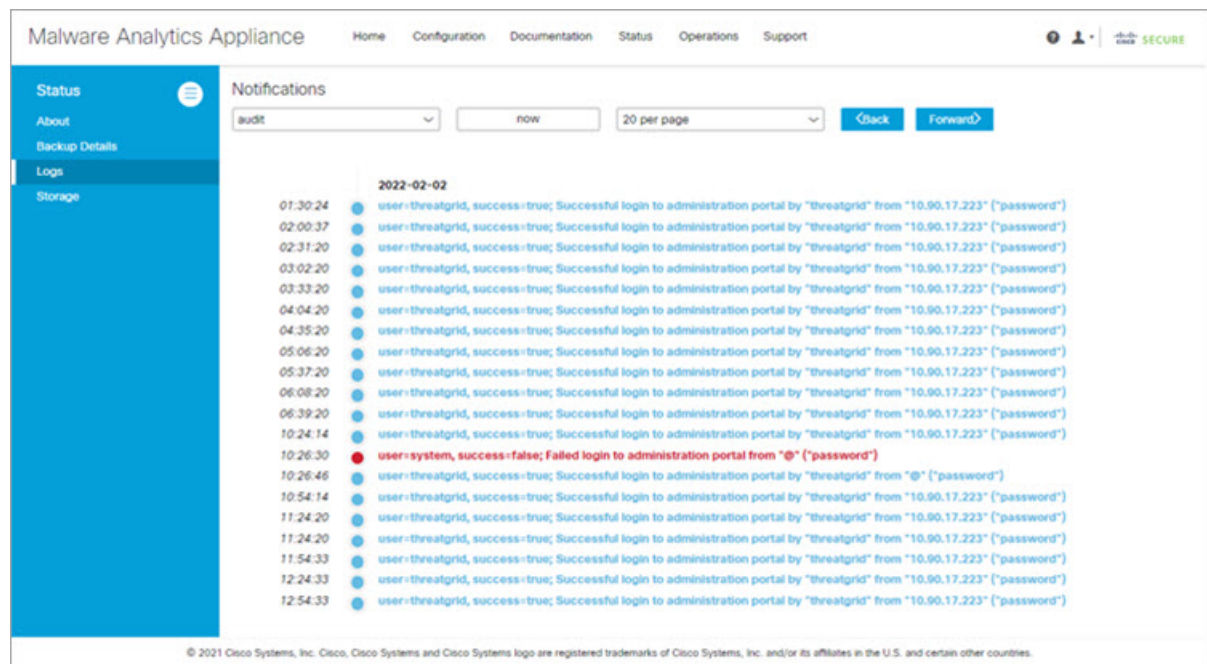 Malware Analytics Appliance Home Configuration Documentation Status Operations Support cisco SECURE
Status Notifications
About audit now 20 per page Back Forward
Backup Details
Logs
Storage
2022-02-02
01:30:24 user=threatgrid, success=true; Successful login to administration portal by "threatgrid" from "10.90.17.223" ("password")
02:00:37 user=threatgrid, success=true; Successful login to administration portal by "threatgrid" from "10.90.17.223" ("password")
02:31:20 user=threatgrid, success=true; Successful login to administration portal by "threatgrid" from "10.90.17.223" ("password")
03:02:20 user=threatgrid, success=true; Successful login to administration portal by "threatgrid" from "10.90.17.223" ("password")
03:33:20 user=threatgrid, success=true; Successful login to administration portal by "threatgrid" from "10.90.17.223" ("password")
04:04:20 user=threatgrid, success=true; Successful login to administration portal by "threatgrid" from "10.90.17.223" ("password")
04:35:20 user=threatgrid, success=true; Successful login to administration portal by "threatgrid" from "10.90.17.223" ("password")
05:06:20 user=threatgrid, success=true; Successful login to administration portal by "threatgrid" from "10.90.17.223" ("password")
05:37:20 user=threatgrid, success=true; Successful login to administration portal by "threatgrid" from "10.90.17.223" ("password")
06:08:20 user=threatgrid, success=true; Successful login to administration portal by "threatgrid" from "10.90.17.223" ("password")
06:39:20 user=threatgrid, success=true; Successful login to administration portal by "threatgrid" from "10.90.17.223" ("password")
10:24:14 user=threatgrid, success=true; Successful login to administration portal by "threatgrid" from "10.90.17.223" ("password")
10:26:30 user=system, success=false; Failed login to administration portal from "@" ("password")
10:26:46 user=threatgrid, success=true; Successful login to administration portal by "threatgrid" from "@" ("password")
10:54:14 user=threatgrid, success=true; Successful login to administration portal by "threatgrid" from "10.90.17.223" ("password")
11:24:20 user=threatgrid, success=true; Successful login to administration portal by "threatgrid" from "10.90.17.223" ("password")
11:24:20 user=threatgrid, success=true; Successful login to administration portal by "threatgrid" from "10.90.17.223" ("password")
11:54:33 user=threatgrid, success=true; Successful login to administration portal by "threatgrid" from "10.90.17.223" ("password")
12:24:33 user=threatgrid, success=true; Successful login to administration portal by "threatgrid" from "10.90.17.223" ("password")
12:54:33 user=threatgrid, success=true; Successful login to administration portal by "threatgrid" from "10.90.17.223" ("password")
© 2021 Cisco Systems, Inc. Cisco, Cisco Systems and Cisco Systems logo are registered trademarks of Cisco Systems, Inc. and/or its affiliates in the U.S. and certain other countries.